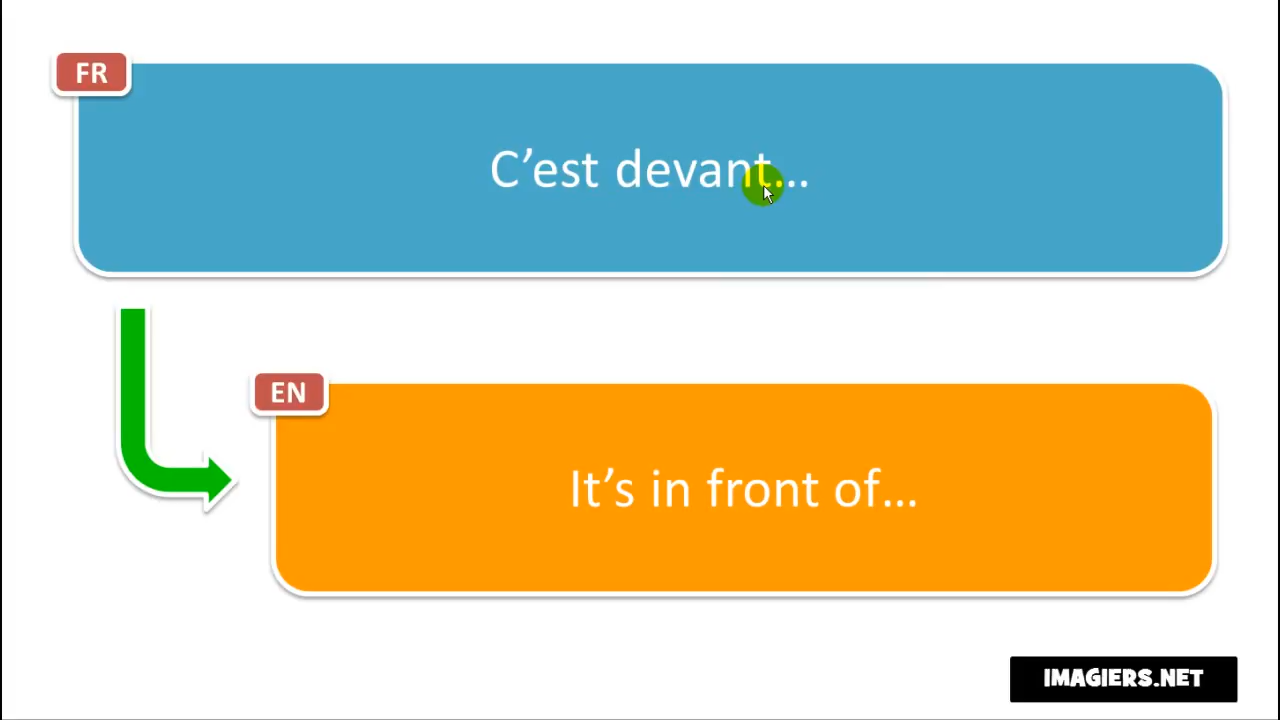 FR
C’est devant...
EN
It’s in front of...
IMAGIERS.NET